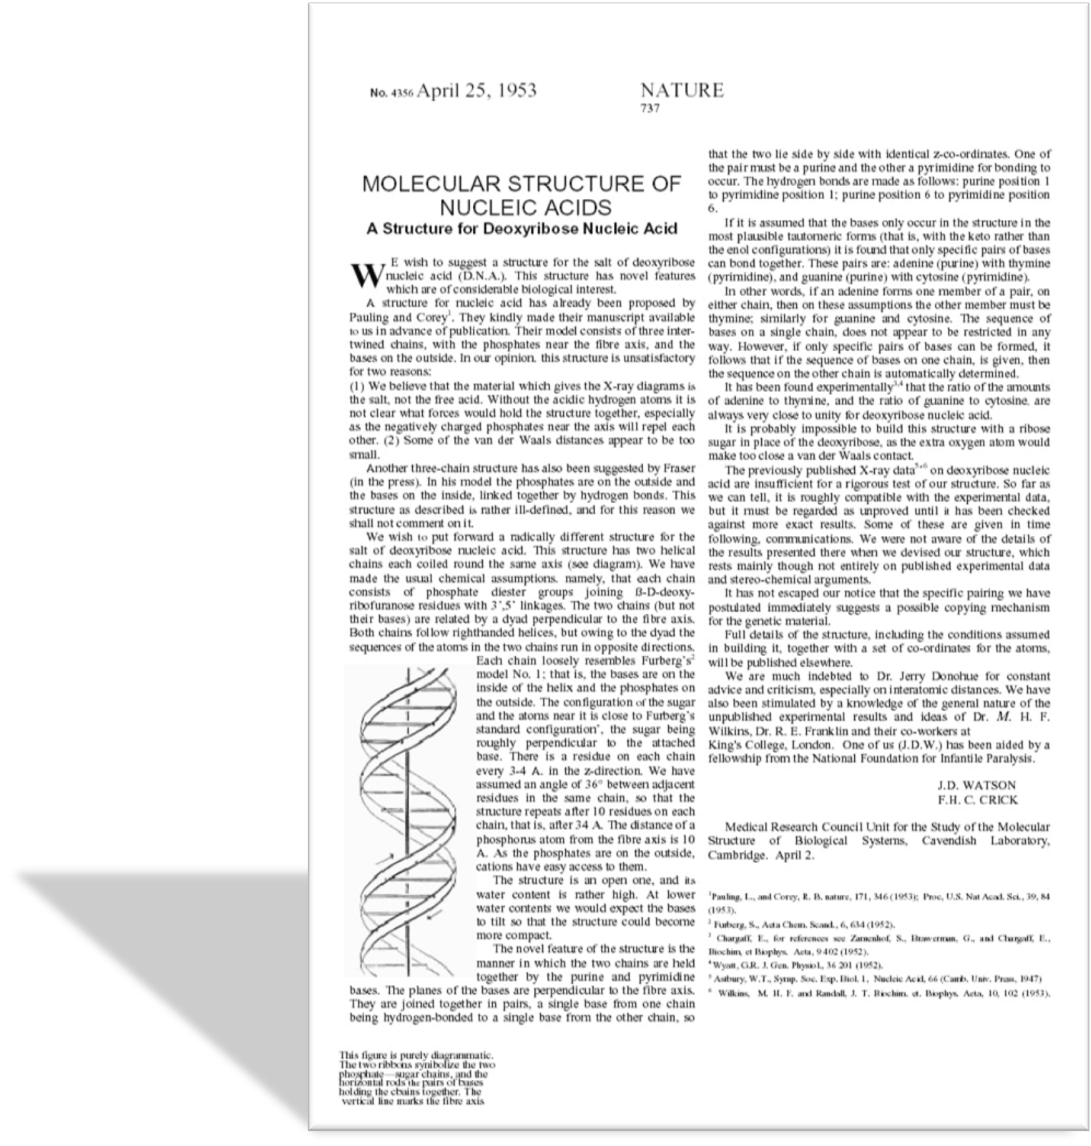 No. 4356 April 25, 1953
NATURE
737
MOLECULAR STRUCTURE OF
NUCLEIC ACIDS
A Structure for Deoxyribose Nucleic Acid
WE wish to suggest a structure for the salt of deoxyribose
nucleic acid (D.N.A.). This structure has novel features
which are of considerable biological interest.
A structure for nucleic acid has already been proposed by
Pauling and Corey¹. They kindly made their manuscript available
to us in advance of publication. Their model consists of three inter-
twined chains, with the phosphates near the fibre axis, and the
bases on the outside. In our opinion, this structure is unsatisfactory
for two reasons:
(1) We believe that the material which gives the X-ray diagrams is
the salt, not the free acid. Without the acidic hydrogen atoms it is
not clear what forces would hold the structure together, especially
as the negatively charged phosphates near the axis will repel each
other. (2) Some of the van der Waals distances appear to be too
small.
Another three-chain structure has also been suggested by Fraser
(in the press). In his model the phosphates are on the outside and
the bases on the inside, linked together by hydrogen bonds. This
structure as described is rather ill-defined, and for this reason we
shall not comment on it.
We wish to put forward a radically different structure for the
salt of deoxyribose nucleic acid. This structure has two helical
chains each coiled round the same axis (see diagram). We have
made the usual chemical assumptions. namely, that each chain
consists of phosphate diester groups joining ß-D-deoxy-
ribofuranose residues with 3',5' linkages. The two chains (but not
their bases) are related by a dyad perpendicular to the fibre axis.
Both chains follow righthanded helices, but owing to the dyad the
sequences of the atoms in the two chains run in opposite directions.
Each chain loosely resembles Furberg's²
model No. 1; that is, the bases are on the
inside of the helix and the phosphates on
the outside. The configuration of the sugar
and the atoms near it is close to Furberg's
standard configuration', the sugar being
roughly perpendicular to the attached
base. There is a residue on each chain
every 3-4 A. in the z-direction. We have
assumed an angle of 36° between adjacent
residues in the same chain, so that the
structure repeats after 10 residues on each
chain, that is, after 34 A. The distance of a
phosphorus atom from the fibre axis is 10
A. As the phosphates are on the outside,
cations have easy access to them.
The structure is an open one, and its
water content is rather high. At lower
water contents we would expect the bases
to tilt so that the structure could become
more compact.
The novel feature of the structure is the
manner in which the two chains are held
together by the purine and pyrimidine
bases. The planes of the bases are perpendicular to the fibre axis.
They are joined together in pairs, a single base from one chain
being hydrogen-bonded to a single base from the other chain, so
This figure is purely diagrammatic.
The two ribbons synibolize the two
phosphate—sugar chains, and the
horizontal rods the pairs of bases
holding the chains together. The
vertical line marks the fibre axis
that the two lie side by side with identical z-co-ordinates. One of
the pair must be a purine and the other a pyrimidine for bonding to
occur. The hydrogen bonds are made as follows: purine position 1
to pyrimidine position 1; purine position 6 to pyrimidine position
6.
If it is assumed that the bases only occur in the structure in the
most plausible tautomeric forms (that is, with the keto rather than
the enol configurations) it is found that only specific pairs of bases
can bond together. These pairs are: adenine (purine) with thymine
(pyrimidine), and guanine (purine) with cytosine (pyrimidine).
In other words, if an adenine forms one member of a pair, on
either chain, then on these assumptions the other member must be
thymine; similarly for guanine and cytosine. The sequence of
bases on a single chain, does not appear to be restricted in any
way. However, if only specific pairs of bases can be formed, it
follows that if the sequence of bases on one chain, is given, then
the sequence on the other chain is automatically determined.
It has been found experimentally³,⁴ that the ratio of the amounts
of adenine to thymine, and the ratio of guanine to cytosine, are
always very close to unity for deoxyribose nucleic acid.
It is probably impossible to build this structure with a ribose
sugar in place of the deoxyribose, as the extra oxygen atom would
make too close a van der Waals contact.
The previously published X-ray data⁵·⁶ on deoxyribose nucleic
acid are insufficient for a rigorous test of our structure. So far as
we can tell, it is roughly compatible with the experimental data,
but it must be regarded as unproved until it has been checked
against more exact results. Some of these are given in time
following, communications. We were not aware of the details of
the results presented there when we devised our structure, which
rests mainly though not entirely on published experimental data
and stereo-chemical arguments.
It has not escaped our notice that the specific pairing we have
postulated immediately suggests a possible copying mechanism
for the genetic material.
Full details of the structure, including the conditions assumed
in building it, together with a set of co-ordinates for the atoms,
will be published elsewhere.
We are much indebted to Dr. Jerry Donohue for constant
advice and criticism, especially on interatomic distances. We have
also been stimulated by a knowledge of the general nature of the
unpublished experimental results and ideas of Dr. M. H. F.
Wilkins, Dr. R. E. Franklin and their co-workers at
King's College, London. One of us (J.D.W.) has been aided by a
fellowship from the National Foundation for Infantile Paralysis.
J.D. WATSON
F.H. C. CRICK
Medical Research Council Unit for the Study of the Molecular
Structure of Biological Systems, Cavendish Laboratory,
Cambridge. April 2.
¹Pauling, L., and Corey, R. B. nature, 171, 346 (1953); Proc, U.S. Nat Acad. Sci., 39, 84
(1953).
² Furberg, S., Acta Chem. Scand., 6, 634 (1952).
³ Chargaff, E., for references see Zamenhof, S., Brawerman, G., and Chargaff, E.,
Biochim, et Biophys. Acta, 9 402 (1952).
⁴ Wyatt, G.R. J. Gen. Physiol., 36 201 (1952).
⁵ Astbury, W.T., Symp. Soc. Exp. Biol. 1, Nucleic Acid, 66 (Camb, Univ. Press, 1947)
⁶ Wilkins, M. H. F. and Randall, J. T. Biochim. et. Biophys. Acta, 10, 102 (1953).